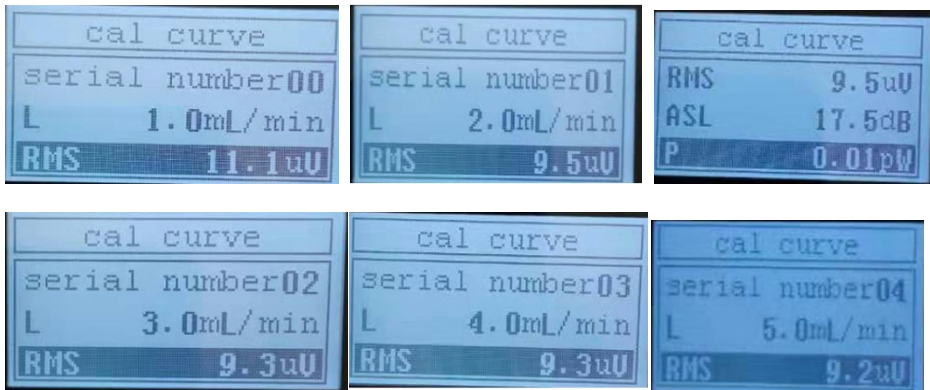 cal curve
serial number00
L 1.0mL/min
RMS 11.1uV
cal curve
serial number01
L 2.0mL/min
RMS 9.5uV
cal curve
RMS 9.5uV
ASL 17.5dB
P 0.01pW
cal curve
serial number02
L 3.0mL/min
RMS 9.3uV
cal curve
serial number03
L 4.0mL/min
RMS 9.3uV
cal curve
serial number04
L 5.0mL/min
RMS 9.2uV